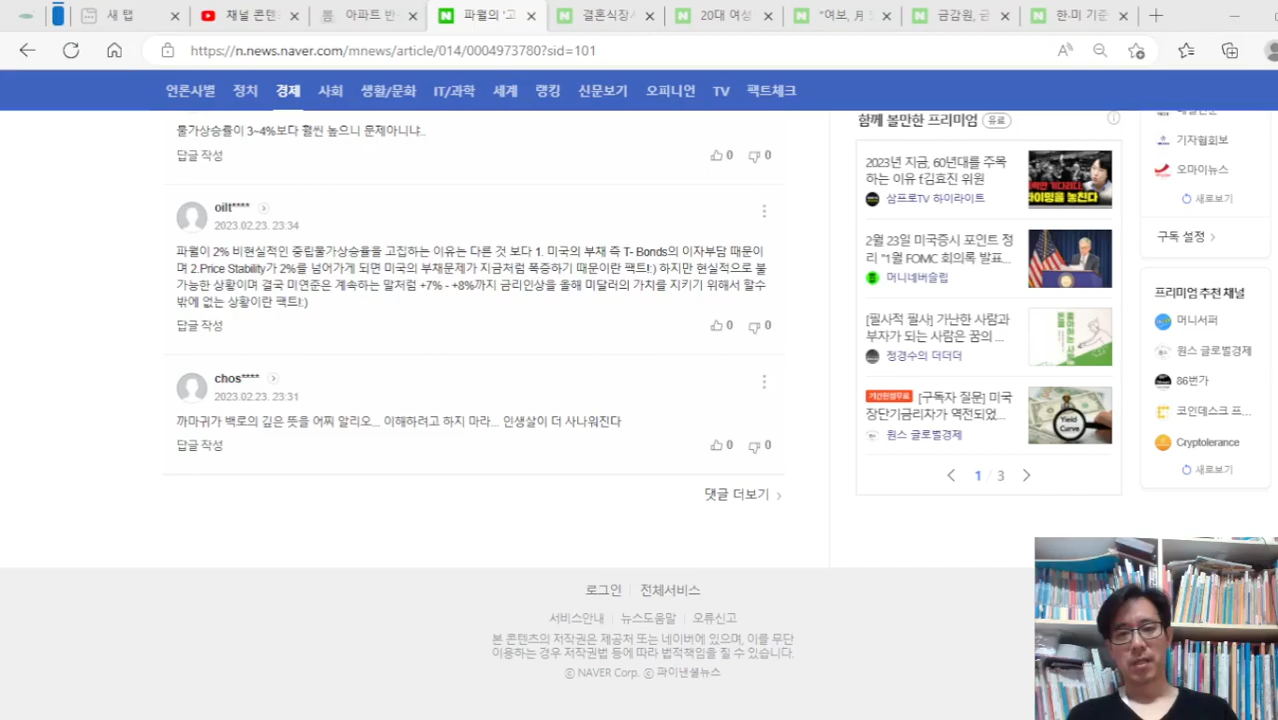 새 탭
채널 콘텐
아파트 반
파월의 '고
결혼식장
20대 여성
"여보, 月
금감원, 금
한·미 기준
https://n.news.naver.com/mnews/article/014/0004973780?sid=101
언론사별 정치 경제 사회 생활/문화 IT/과학 세계 랭킹 신문보기 오피니언 TV 팩트체크
물가상승률이 3~4%보다 훨씬 높으니 문제아니냐..
답글 작성
0 0
oilt****
2023.02.23. 23:34
파월이 2% 비현실적인 중립물가상승률을 고집하는 이유는 다른 것 보다 1. 미국의 부채 즉 T- Bonds의 이자부담 때문이
며 2.Price Stability가 2%를 넘어가게 되면 미국의 부채문제가 지금처럼 폭증하기 때문이란 팩트!:) 하지만 현실적으로 불
가능한 상황이며 결국 미연준은 계속하는 말처럼 +7% - +8%까지 금리인상을 올해 미달러의 가치를 지키기 위해서 할수
밖에 없는 상황이란 팩트!:)
답글 작성
0 0
chos****
2023.02.23. 23:31
까마귀가 백로의 깊은 뜻을 어찌 알리오... 이해하려고 하지 마라... 인생살이 더 사나워진다
답글 작성
0 0
댓글 더보기
함께 볼만한 프리미엄 유료
2023년 지금, 60년대를 주목
하는 이유 f.김효진 위원
삼프로TV 하이라이트
2월 23일 미국증시 포인트 정
리 "1월 FOMC 회의록 발표...
머니네버슬립
[필사적 필사] 가난한 사람과
부자가 되는 사람은 꿈의 ...
정경수의 더더더
기간한정무료 [구독자 질문] 미국
장단기금리차가 역전되었...
원스 글로벌경제
Yield
Curve
1 / 3
기자협회보
오마이뉴스
새로보기
구독 설정
프리미엄 추천 채널
머니서퍼
원스 글로벌경제
86번가
코인데스크 프...
Cryptolerance
새로보기
로그인 전체서비스
서비스안내 뉴스도움말 오류신고
본 콘텐츠의 저작권은 제공처 또는 네이버에 있으며, 이를 무단
이용하는 경우 저작권법 등에 따라 법적책임을 질 수 있습니다.
ⓒ NAVER Corp. ⓒ 파이낸셜뉴스